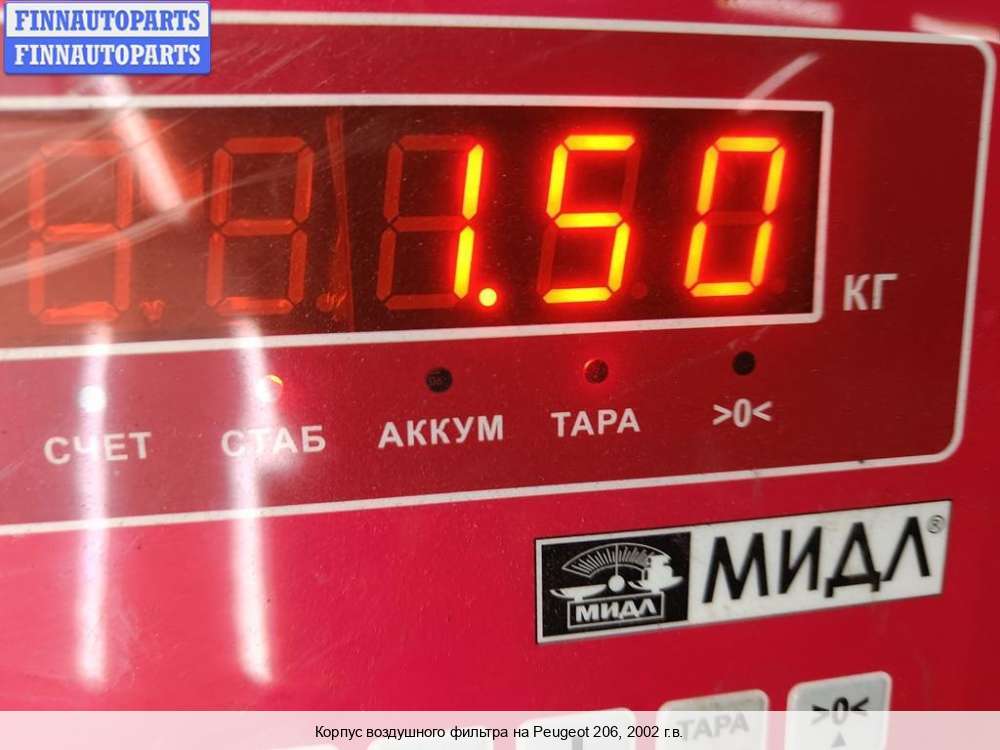 FINNAUTOPARTS
FINNAUTOPARTS
1.50
КГ
СЧЕТ СТАБ АККУМ ТАРА >0<
МИДЛ МИДЛ®
ТАРА >0<
Корпус воздушного фильтра на Peugeot 206, 2002 г.в.